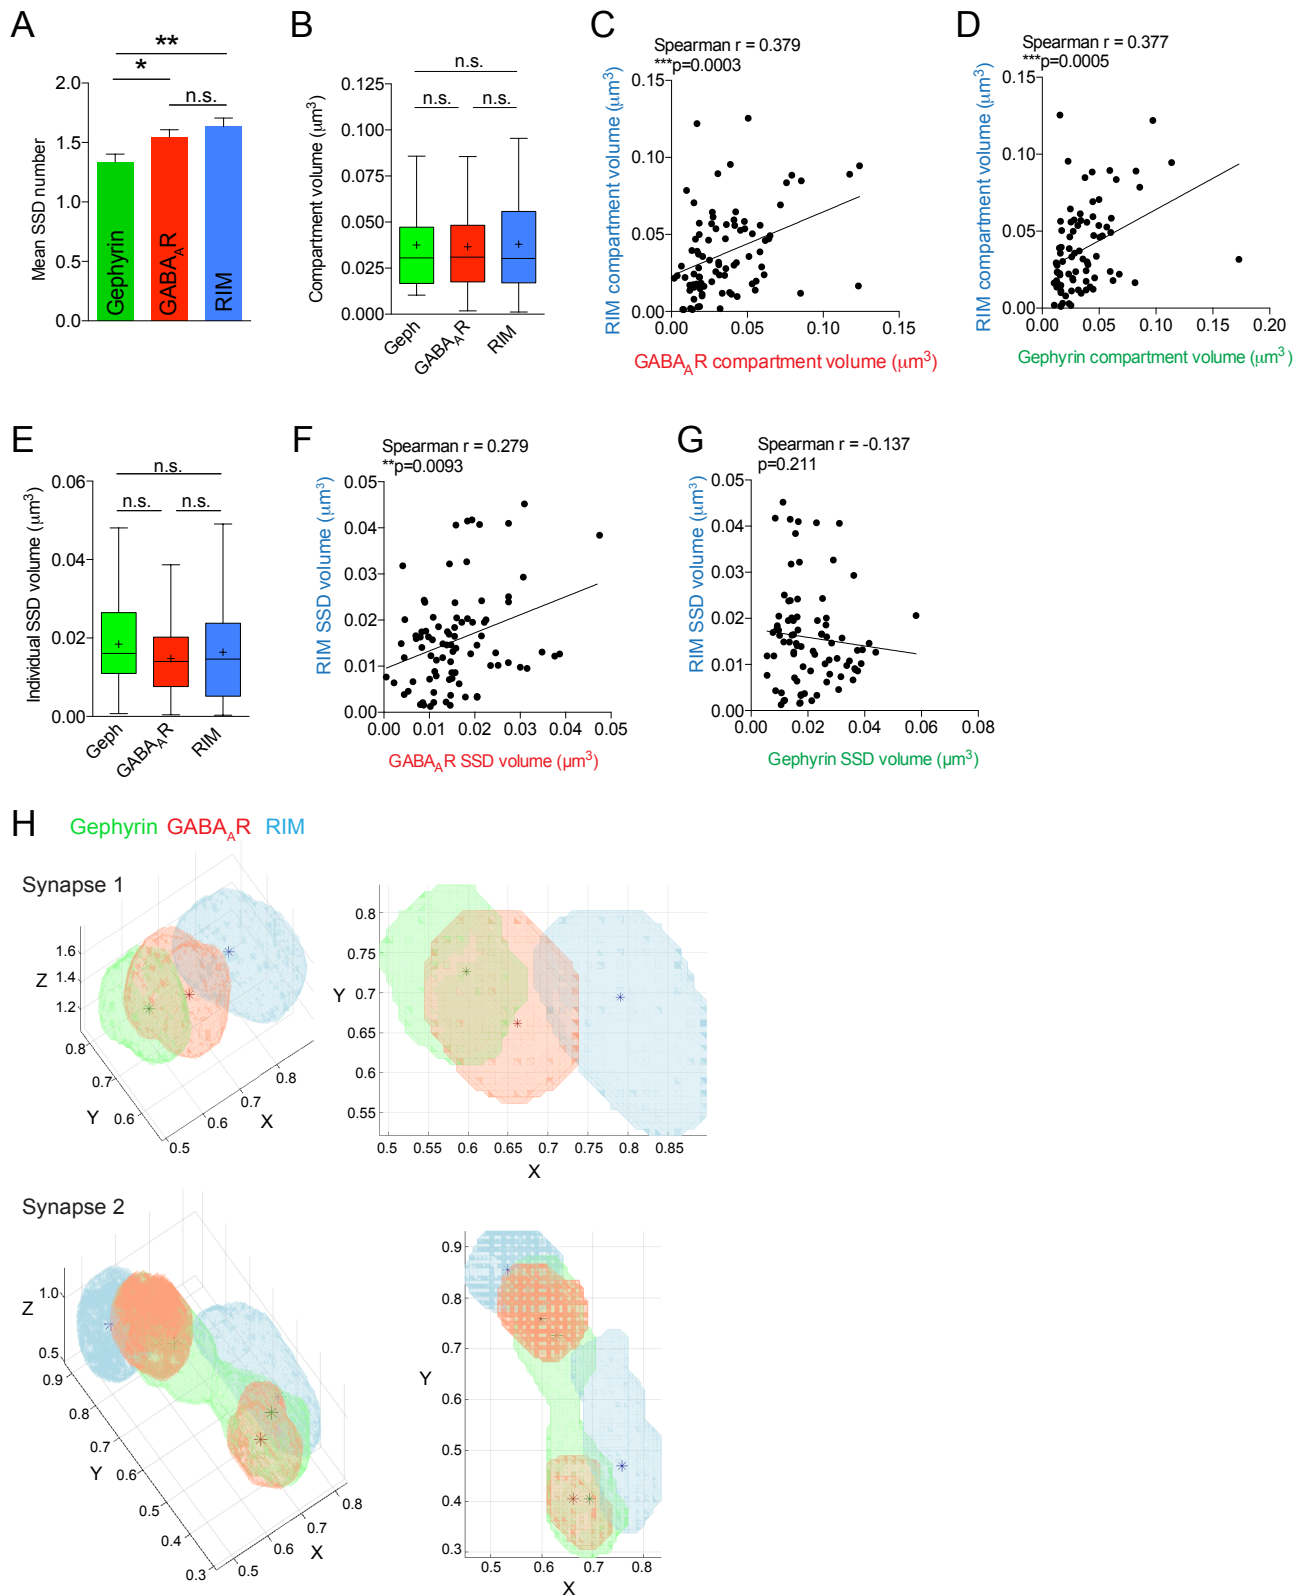 A
**
*
n.s.
2.0
1.5
1.0
0.5
0.0
Mean SSD number
Gephyrin
GABA_AR
RIM
B
n.s.
n.s.
n.s.
0.125
0.100
0.075
0.050
0.025
0.000
Compartment volume (µm³)
Geph
GABA_AR
RIM
C
Spearman r = 0.379
***p=0.0003
0.15
0.10
0.05
0.00
RIM compartment volume (µm³)
0.00 0.05 0.10 0.15
GABA_AR compartment volume (µm³)
D
Spearman r = 0.377
***p=0.0005
0.15
0.10
0.05
0.00
RIM compartment volume (µm³)
0.00 0.05 0.10 0.15 0.20
Gephyrin compartment volume (µm³)
E
n.s.
n.s.
n.s.
0.06
0.04
0.02
0.00
Individual SSD volume (µm³)
Geph
GABA_AR
RIM
F
Spearman r = 0.279
**p=0.0093
0.05
0.04
0.03
0.02
0.01
0.00
RIM SSD volume (µm³)
0.00 0.01 0.02 0.03 0.04 0.05
GABA_AR SSD volume (µm³)
G
Spearman r = -0.137
p=0.211
0.05
0.04
0.03
0.02
0.01
0.00
RIM SSD volume (µm³)
0.00 0.02 0.04 0.06 0.08
Gephyrin SSD volume (µm³)
H
Gephyrin GABA_AR RIM
Synapse 1
1.6
1.4
1.2
Z
0.8
0.7
0.6
Y
0.5
0.6
0.7
0.8
X
0.8
0.75
0.7
0.65
0.6
0.55
Y
0.5 0.55 0.6 0.65 0.7 0.75 0.8 0.85
X
Synapse 2
1.0
0.5
Z
0.9
0.8
0.7
0.6
0.5
0.4
0.3
Y
0.5
0.6
0.7
0.8
X
0.9
0.8
0.7
0.6
0.5
0.4
0.3
Y
0.5 0.6 0.7 0.8
X